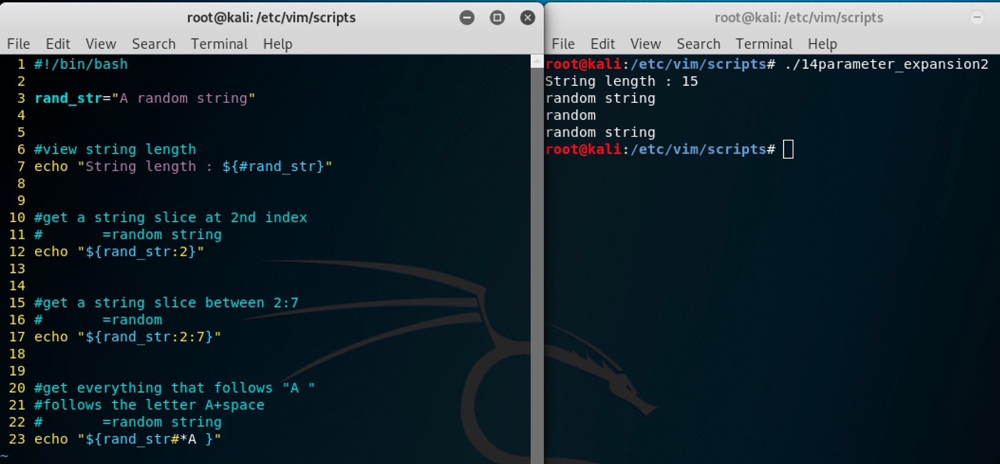 root@kali: /etc/vim/scripts
File Edit View Search Terminal Help
1 #!/bin/bash
2
3 rand_str="A random string"
4
5
6 #view string length
7 echo "String length : ${#rand_str}"
8
9
10 #get a string slice at 2nd index
11 #       =random string
12 echo "${rand_str:2}"
13
14
15 #get a string slice between 2:7
16 #       =random
17 echo "${rand_str:2:7}"
18
19
20 #get everything that follows "A "
21 #follows the letter A+space
22 #       =random string
23 echo "${rand_str#*A }"
~
root@kali: /etc/vim/scripts
File Edit View Search Terminal Help
root@kali:/etc/vim/scripts# ./14parameter_expansion2
String length : 15
random string
random
random string
root@kali:/etc/vim/scripts#